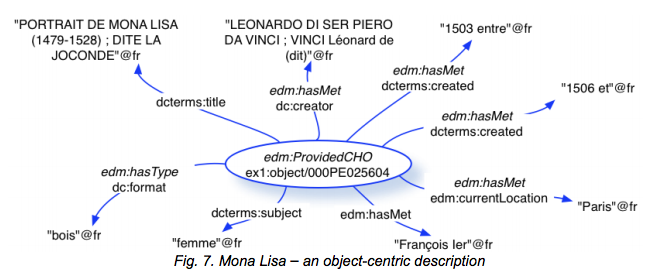 "PORTRAIT DE MONA LISA
(1479-1528) ; DITE LA
JOCONDE"@fr
"LEONARDO DI SER PIERO
DA VINCI ; VINCI Léonard de
(dit)"@fr
"1503 entre"@fr
"1506 et"@fr
dcterms:title
edm:hasMet
dc:creator
edm:hasMet
dcterms:created
edm:hasMet
dcterms:created
edm:ProvidedCHO
ex1:object/000PE025604
edm:hasType
dc:format
edm:hasMet
edm:currentLocation
"Paris"@fr
dcterms:subject
edm:hasMet
"bois"@fr
"femme"@fr
"François Ier"@fr
Fig. 7. Mona Lisa – an object-centric description